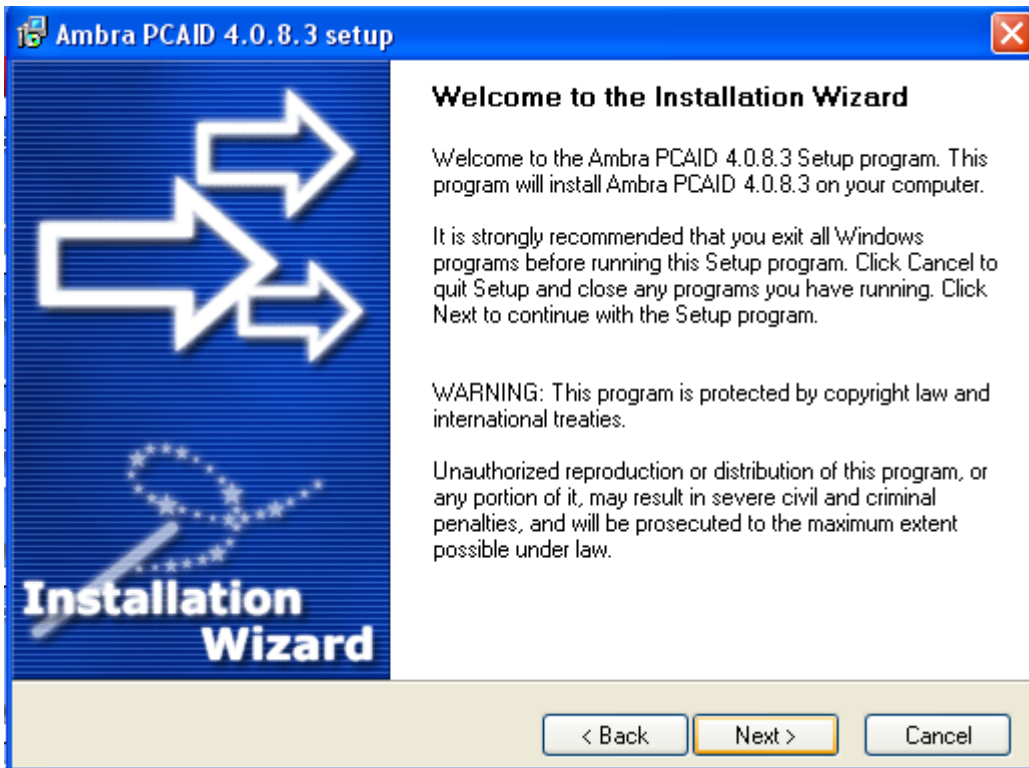 Ambra PCAID 4.0.8.3 setup
Welcome to the Installation Wizard
Welcome to the Ambra PCAID 4.0.8.3 Setup program. This
program will install Ambra PCAID 4.0.8.3 on your computer.
It is strongly recommended that you exit all Windows
programs before running this Setup program. Click Cancel to
quit Setup and close any programs you have running. Click
Next to continue with the Setup program.
WARNING: This program is protected by copyright law and
international treaties.
Unauthorized reproduction or distribution of this program, or
any portion of it, may result in severe civil and criminal
penalties, and will be prosecuted to the maximum extent
possible under law.
Installation
Wizard
< Back
Next >
Cancel